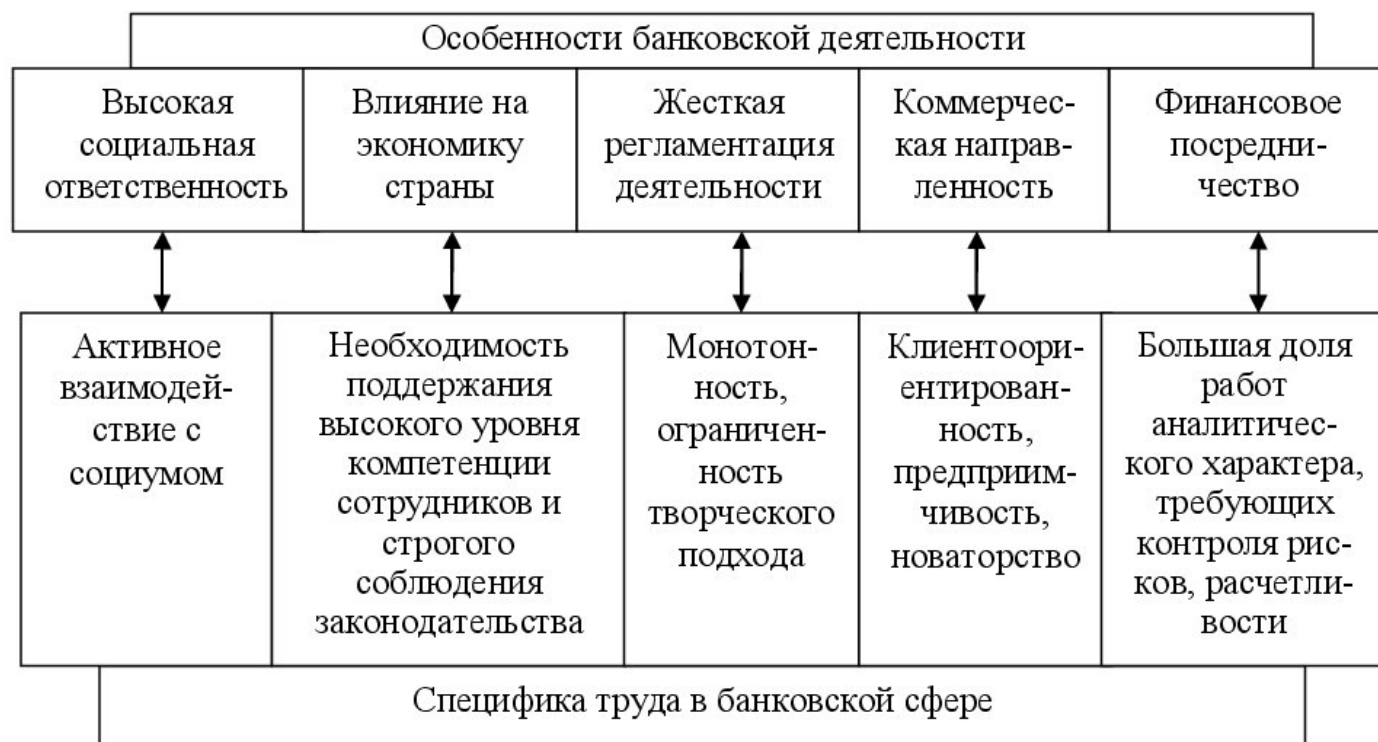 Особенности банковской деятельности
Высокая
социальная
ответственность
Влияние на
экономику
страны
Жесткая
регламентация
деятельности
Коммерчес-
кая направ-
ленность
Финансовое
посредни-
чество
Активное
взаимодей-
ствие с
социумом
Необходимость
поддержания
высокого уровня
компетенции
сотрудников и
строгого
соблюдения
законодательства
Монотон-
ность,
ограничен-
ность
творческого
подхода
Клиентоори-
ентирован-
ность,
предприим-
чивость,
новаторство
Большая доля
работ
аналитичес-
кого характера,
требующих
контроля рис-
ков, расчетли-
вости
Специфика труда в банковской сфере